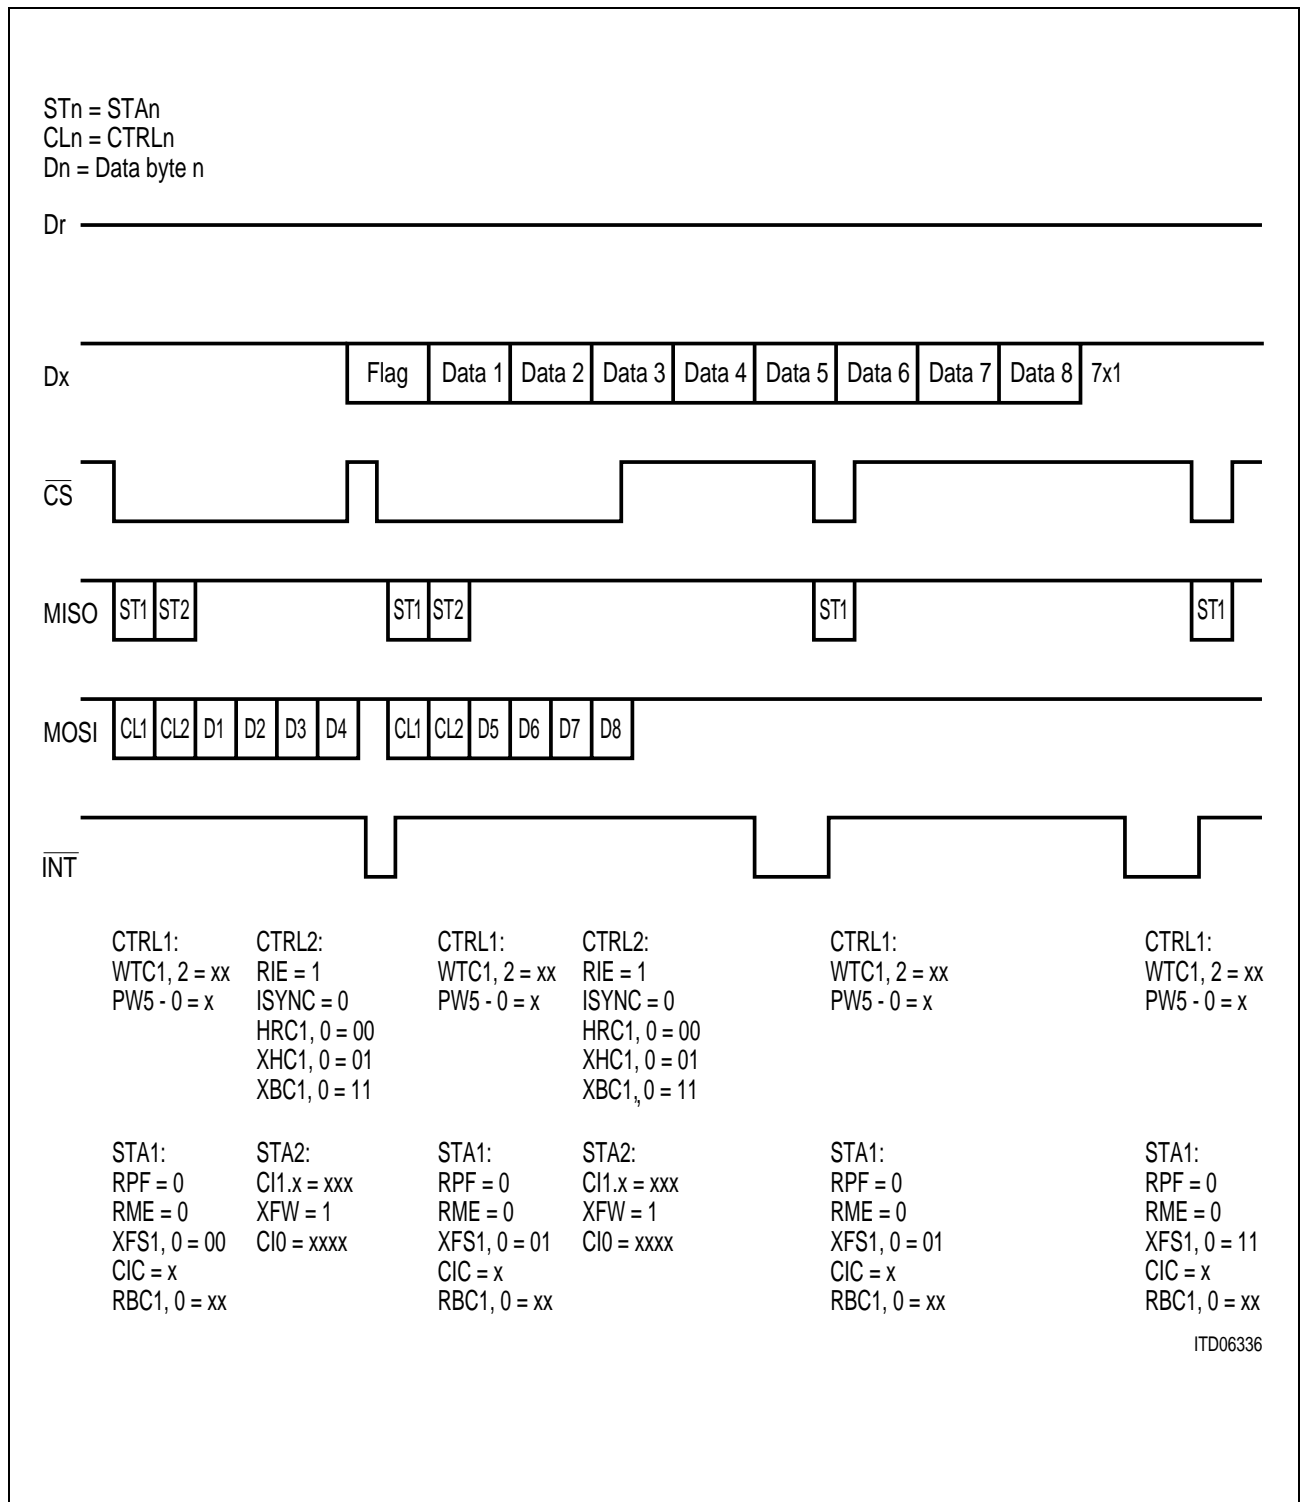 STn = STAn
CLn = CTRLn
Dn = Data byte n
Dr
Dx Flag Data 1 Data 2 Data 3 Data 4 Data 5 Data 6 Data 7 Data 8 7x1
CS
MISO ST1 ST2 ST1 ST2 ST1 ST1
MOSI CL1 CL2 D1 D2 D3 D4 CL1 CL2 D5 D6 D7 D8
INT
CTRL1: CTRL2: CTRL1: CTRL2: CTRL1: CTRL1:
WTC1, 2 = xx RIE = 1 WTC1, 2 = xx RIE = 1 WTC1, 2 = xx WTC1, 2 = xx
PW5 - 0 = x ISYNC = 0 PW5 - 0 = x ISYNC = 0 PW5 - 0 = x PW5 - 0 = x
HRC1, 0 = 00 HRC1, 0 = 00
XHC1, 0 = 01 XHC1, 0 = 01
XBC1, 0 = 11 XBC1,, 0 = 11
STA1: STA2: STA1: STA2: STA1: STA1:
RPF = 0 CI1.x = xxx RPF = 0 CI1.x = xxx RPF = 0 RPF = 0
RME = 0 XFW = 1 RME = 0 XFW = 1 RME = 0 RME = 0
XFS1, 0 = 00 CI0 = xxxx XFS1, 0 = 01 CI0 = xxxx XFS1, 0 = 01 XFS1, 0 = 11
CIC = x CIC = x CIC = x CIC = x
RBC1, 0 = xx RBC1, 0 = xx RBC1, 0 = xx RBC1, 0 = xx
ITD06336